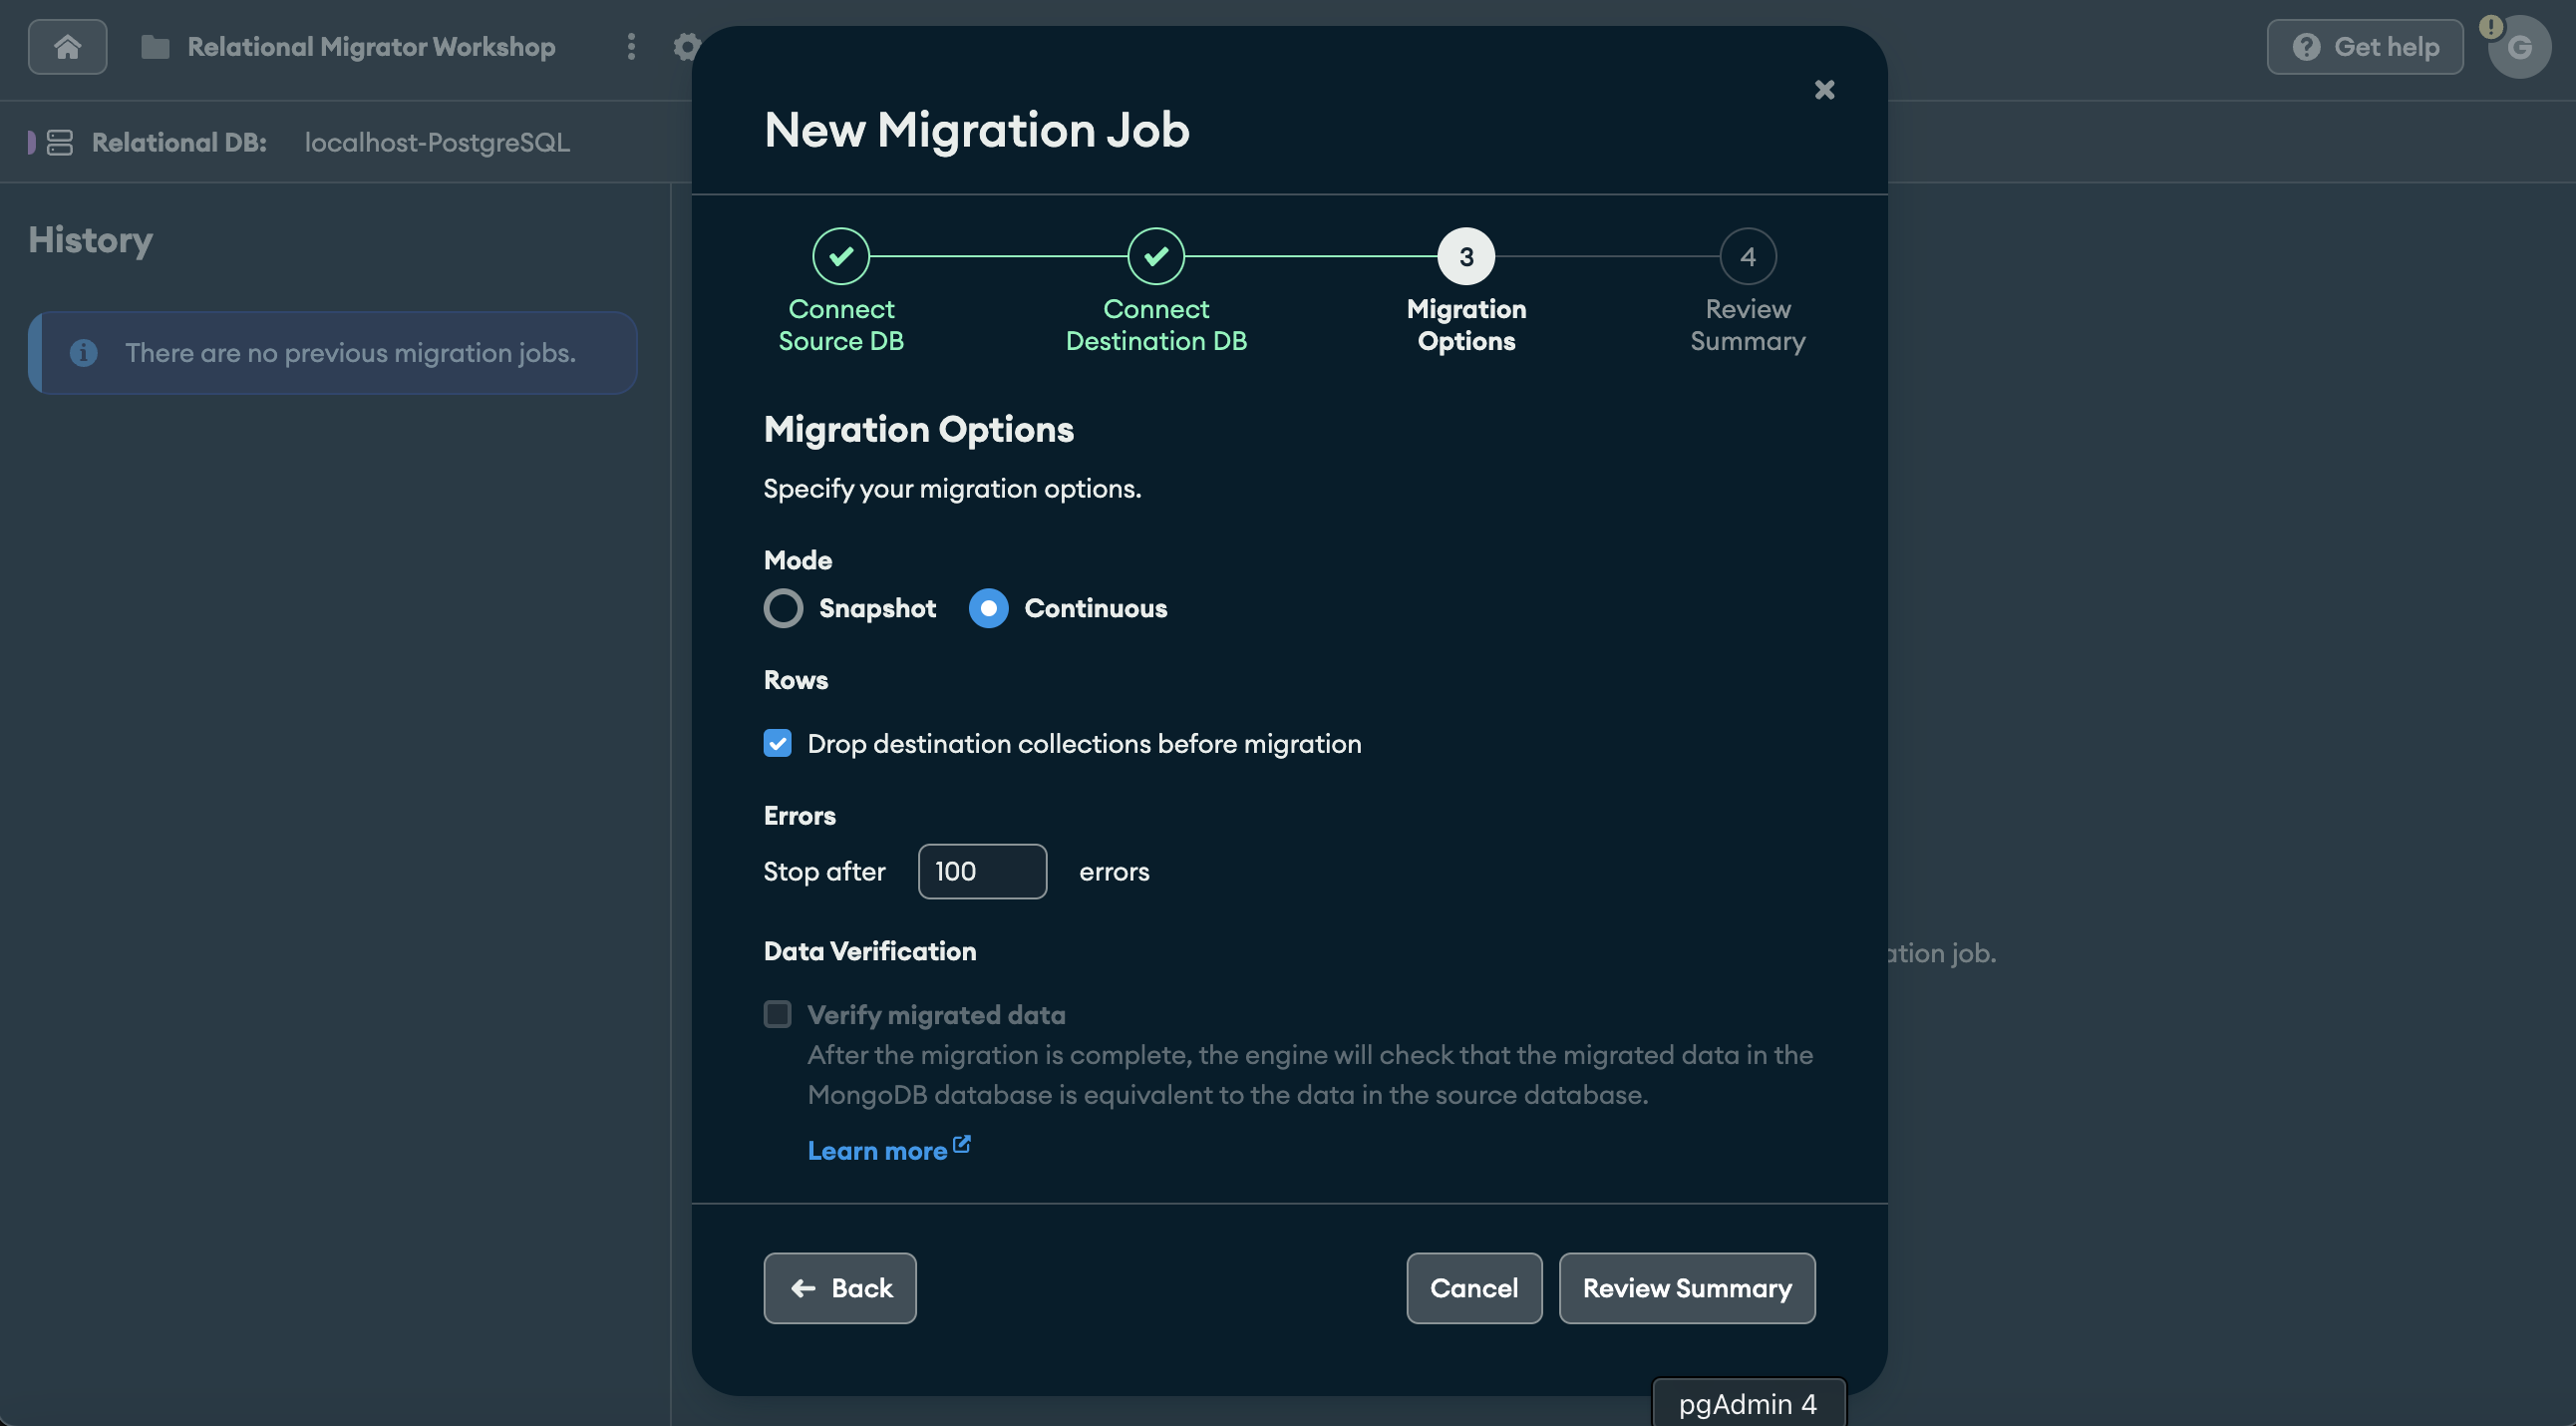 Relational Migrator Workshop
Get help
G
Relational DB: localhost-PostgreSQL
History
There are no previous migration jobs.
New Migration Job
3
4
Connect
Source DB
Connect
Destination DB
Migration
Options
Review
Summary
Migration Options
Specify your migration options.
Mode
Snapshot Continuous
Rows
Drop destination collections before migration
Errors
Stop after 100 errors
Data Verification
ation job.
Verify migrated data
After the migration is complete, the engine will check that the migrated data in the
MongoDB database is equivalent to the data in the source database.
Learn more
Back Cancel Review Summary
pgAdmin 4